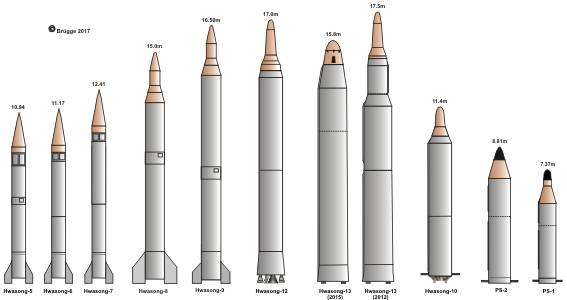 Brügge 2017
10.94
11.17
12.41
15.0m
16.50m
17.0m
15.8m
17.5m
11.4m
8.81m
7.37m
Hwasong-5
Hwasong-6
Hwasong-7
Hwasong-8
Hwasong-9
Hwasong-12
Hwasong-13
(2015)
Hwasong-13
(2012)
Hwasong-10
PS-2
PS-1